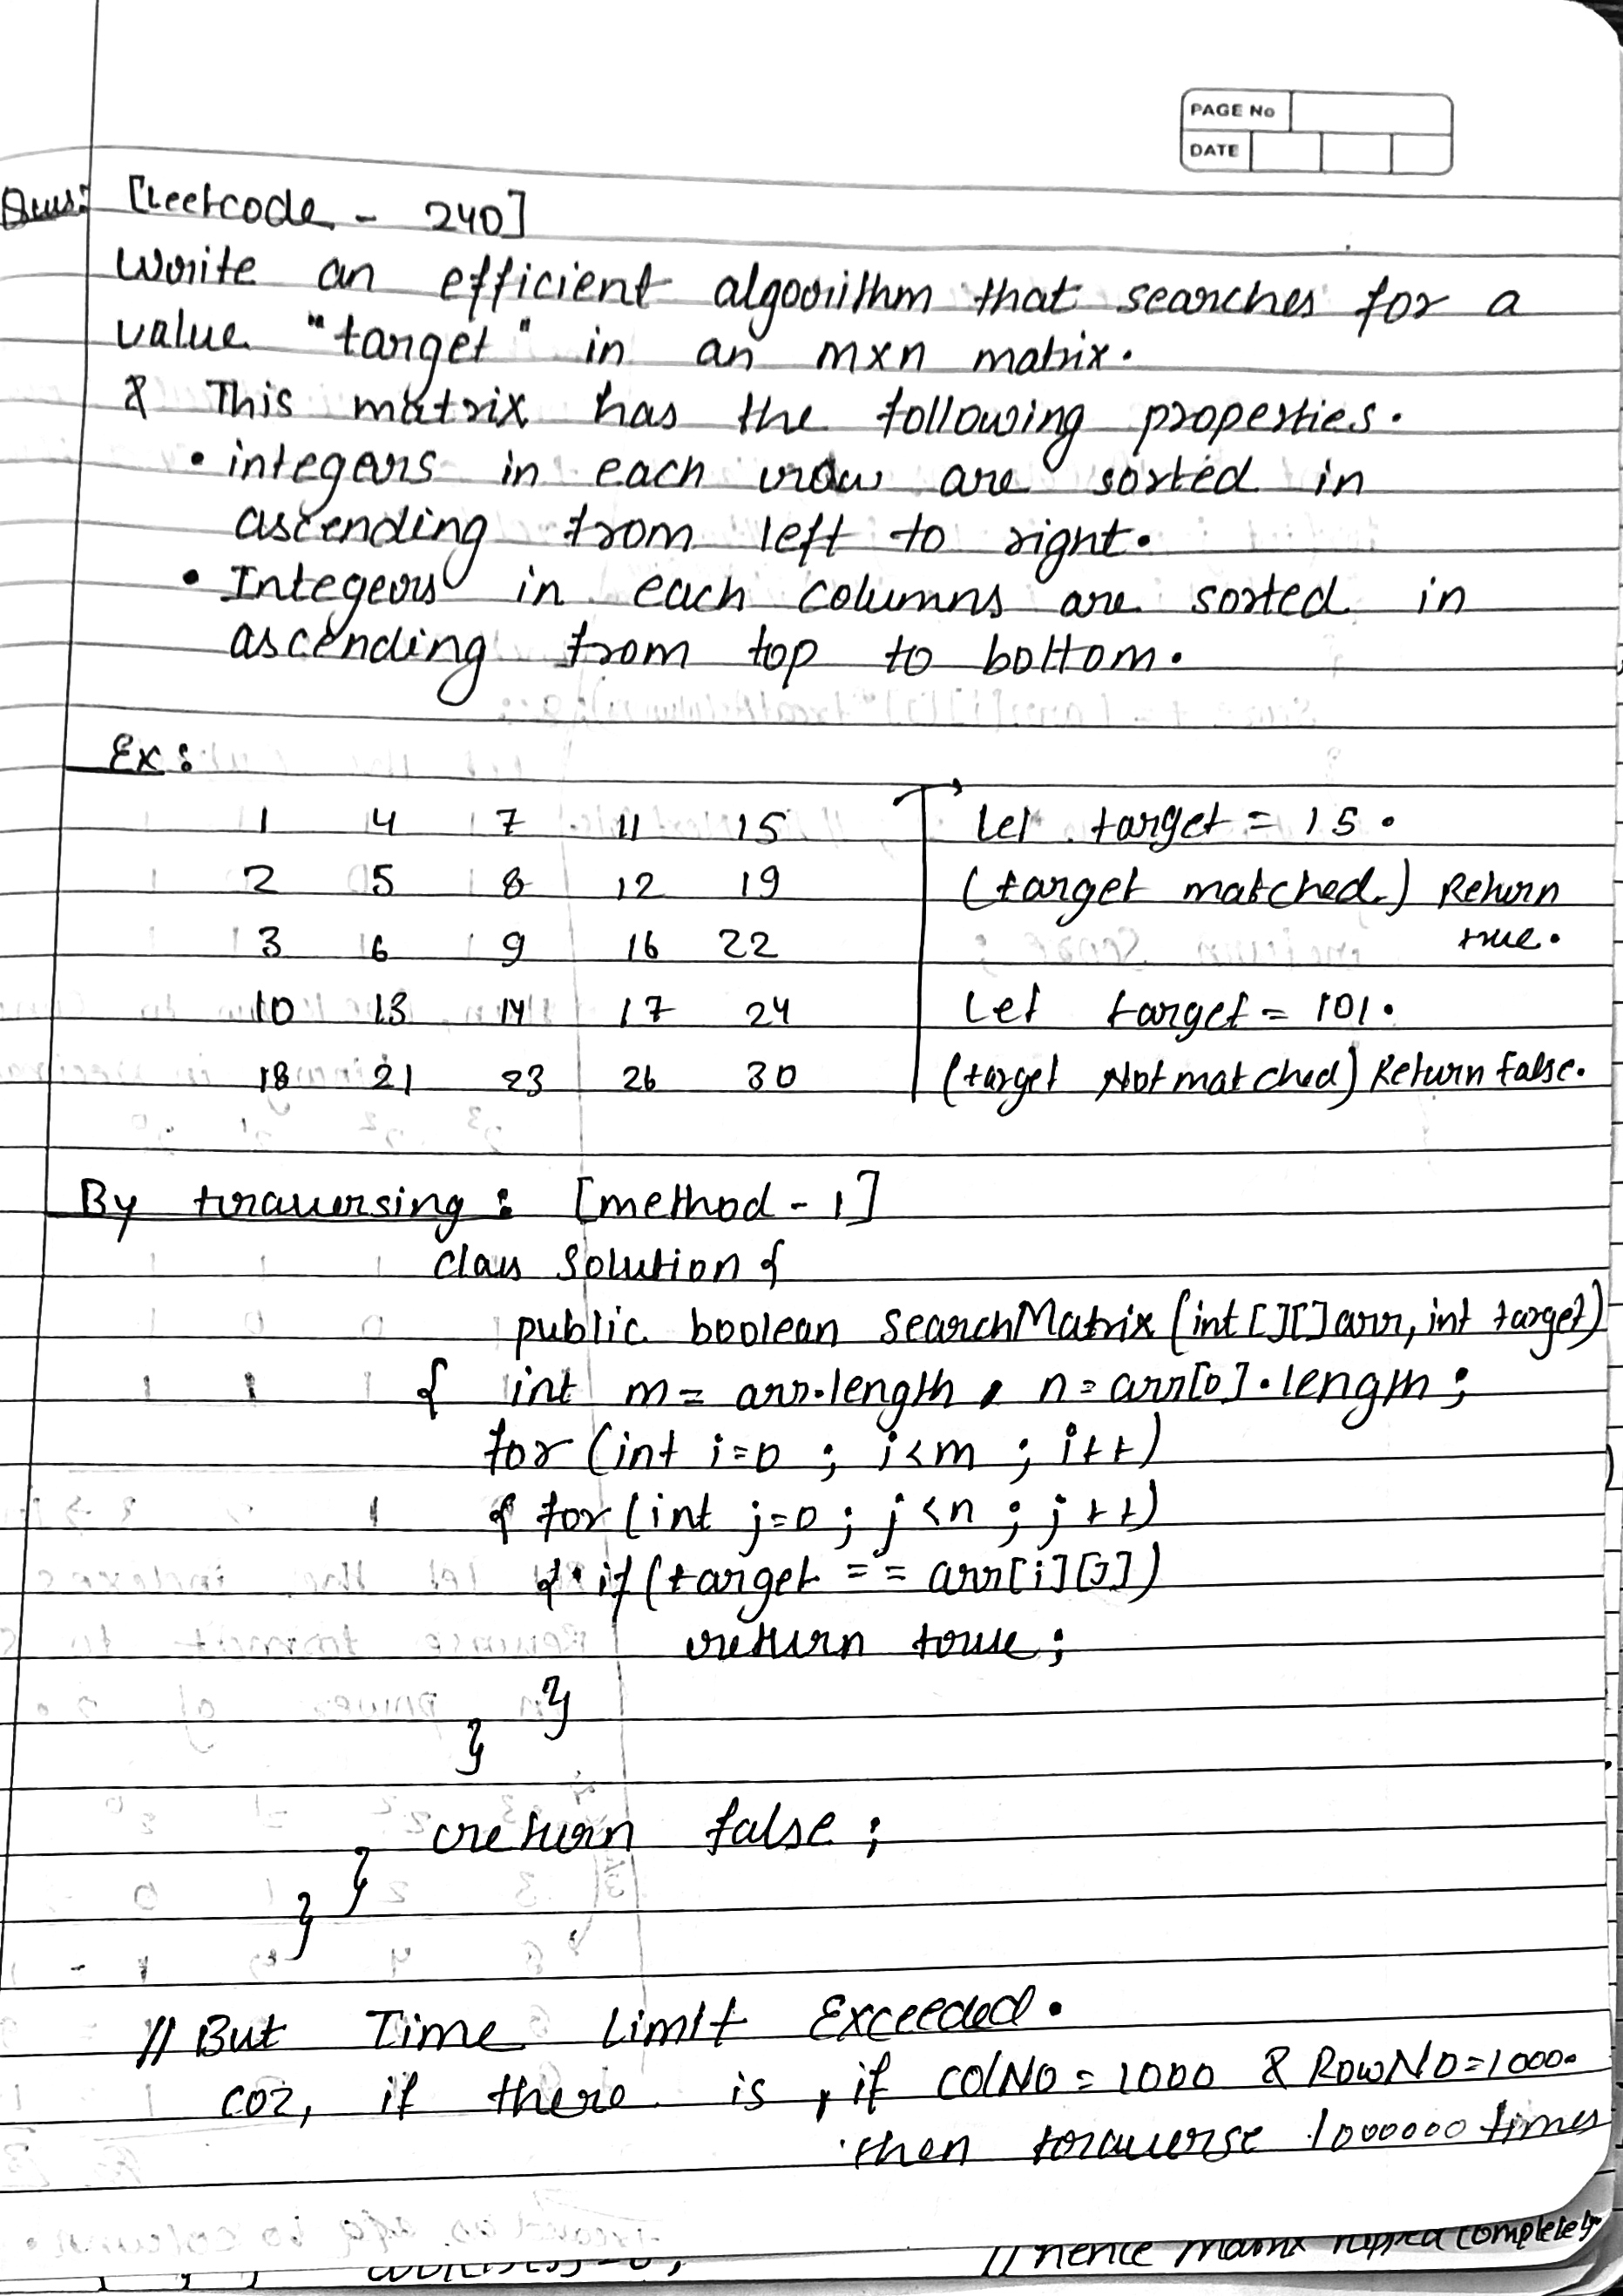 PAGE No
DATE
Ques: [Leetcode - 240]
Write an efficient algorithm that searches for a
value "target" in an mxn matrix.
& This matrix has the following properties.
• integers in each row are sorted in
ascending from left to right.
• Integers in each columns are sorted in
ascending from top to bottom.
Ex:
1 4 7 11 15 Let target = 15.
2 5 8 12 19 (target matched) Return
3 6 9 16 22 true.
10 13 14 17 24 Let target = 101.
18 21 23 26 30 (target Not matched) Return false.
By traversing: [method - 1]
class Solution {
public boolean searchMatrix (int[][] arr, int target)
{ int m = arr.length, n = arr[0].length;
for (int i=0 ; i<m ; i++)
{ for (int j=0; j<n ; j++)
{ if (target == arr[i][j])
return true;
}
}
return false;
}
}
// But Time Limit Exceeded.
coz, if there is, if colNo = 1000 & RowNo=1000.
then traverse 1000000 times
// hence completely